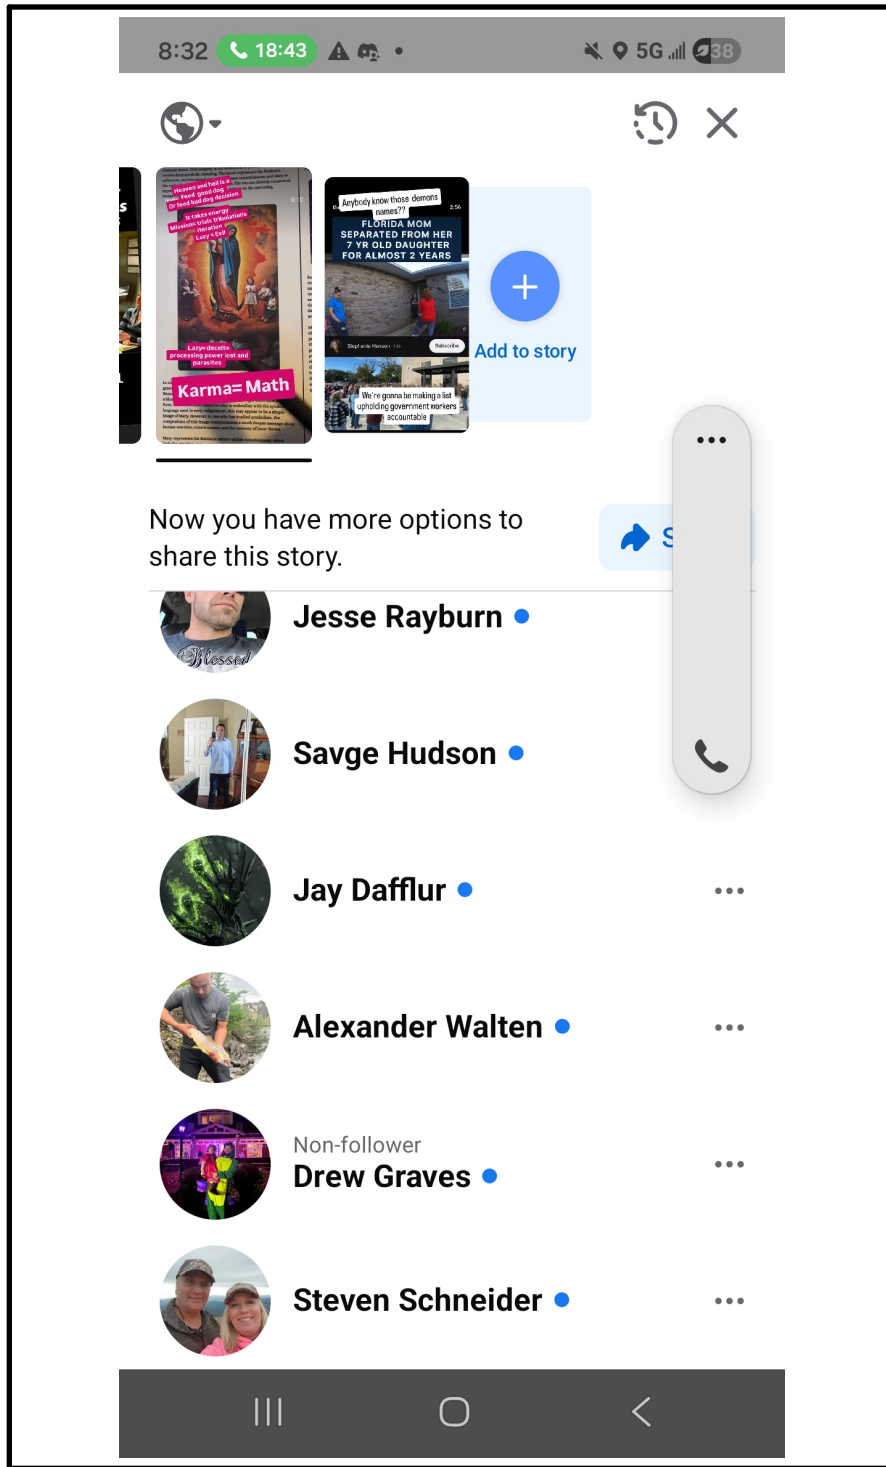 8:32 18:43 5G 38
Heaven and hell is a
Feed good dog
Or feed bad dog decision
It takes energy
Missions trials tribulations
iteration
Lazy = Evil
Lazy= deceits
processing power lost and
parasites
Karma= Math
Anybody know those demons
names??
2:56
FLORIDA MOM
SEPARATED FROM HER
7 YR OLD DAUGHTER
FOR ALMOST 2 YEARS
Subscribe
We're gonna be making a list
upholding government workers
accountable
Add to story
Now you have more options to
share this story.
S
Jesse Rayburn
Blessed
Savge Hudson
Jay Dafflur
Alexander Walten
Non-follower
Drew Graves
Steven Schneider